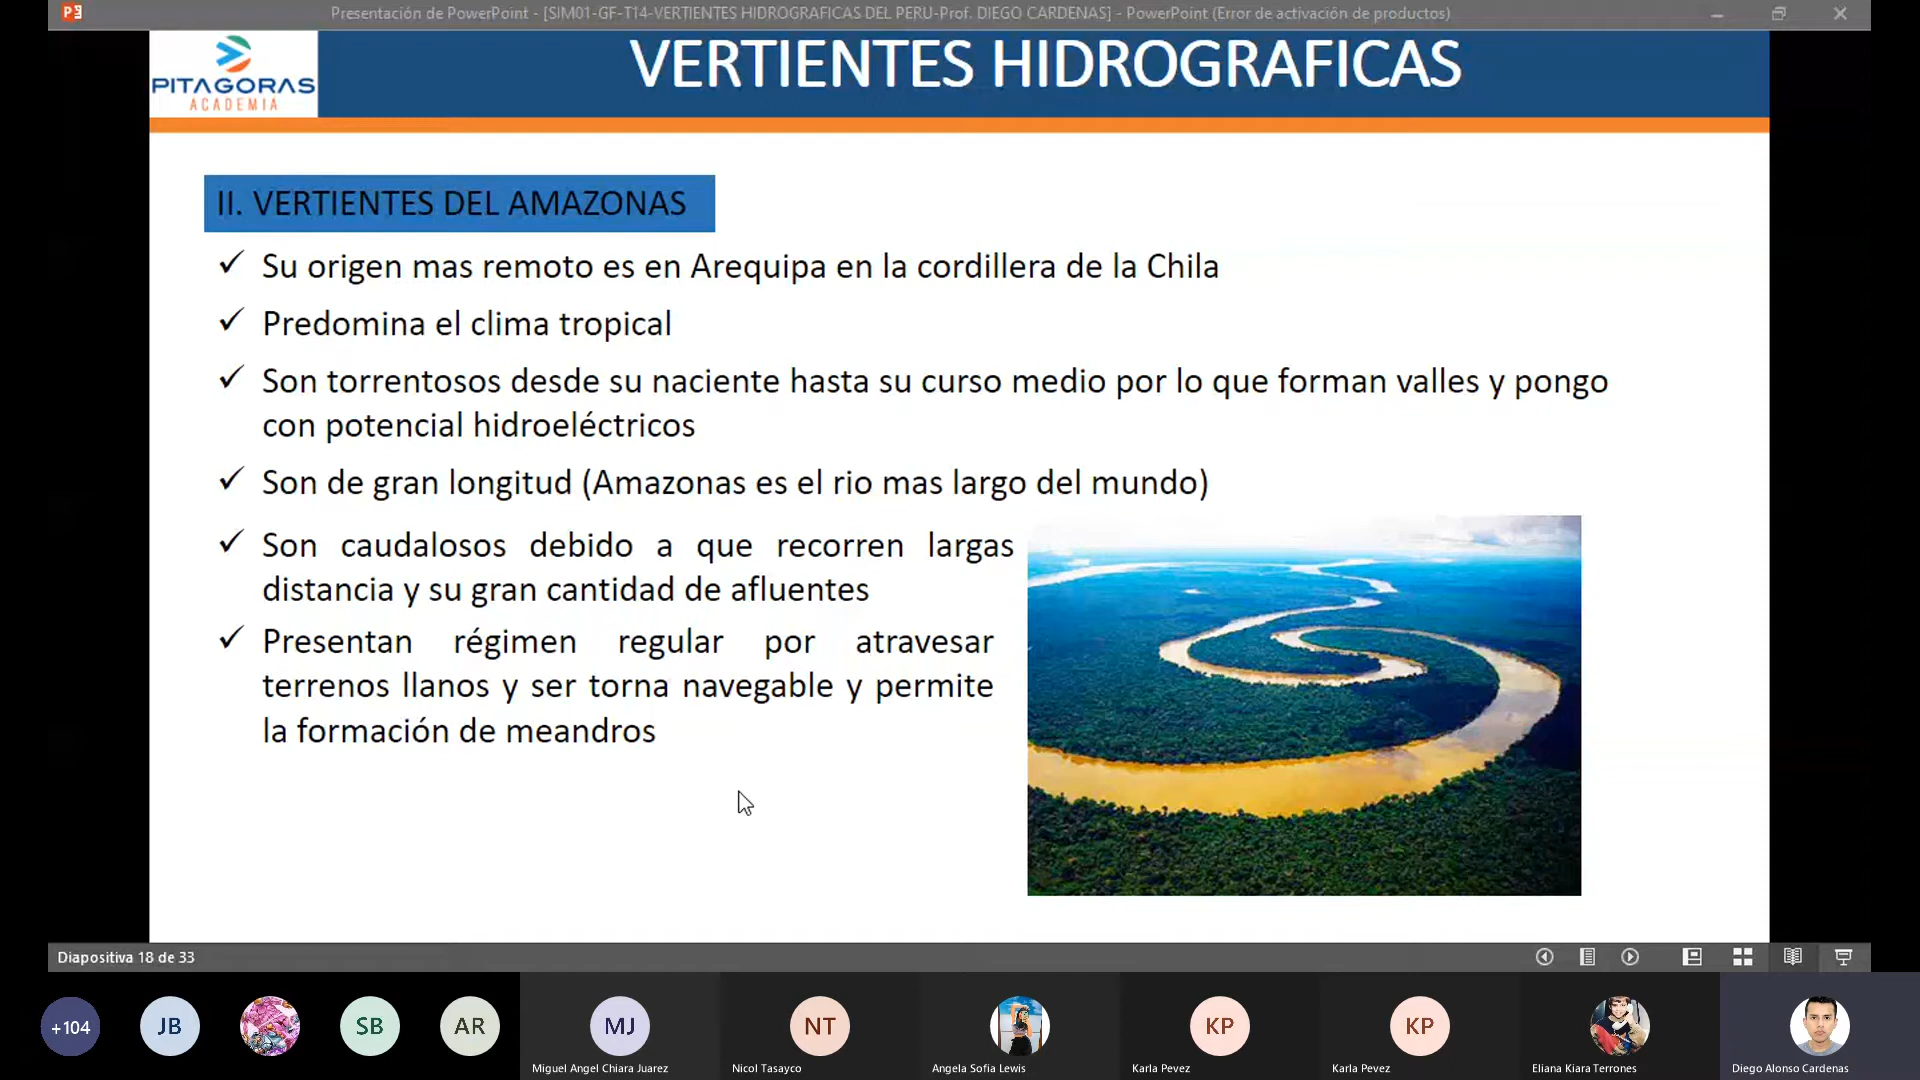 Presentación de PowerPoint - [SIM01-GF-T14-VERTIENTES HIDROGRAFICAS DEL PERU-Prof. DIEGO CARDENAS] - PowerPoint (Error de activación de productos)
PITAGORAS
ACADEMIA
VERTIENTES HIDROGRAFICAS
II. VERTIENTES DEL AMAZONAS
✓ Su origen mas remoto es en Arequipa en la cordillera de la Chila
✓ Predomina el clima tropical
✓ Son torrentosos desde su naciente hasta su curso medio por lo que forman valles y pongo
con potencial hidroeléctricos
✓ Son de gran longitud (Amazonas es el rio mas largo del mundo)
✓ Son caudalosos debido a que recorren largas
distancia y su gran cantidad de afluentes
✓ Presentan régimen regular por atravesar
terrenos llanos y ser torna navegable y permite
la formación de meandros
Diapositiva 18 de 33
+104
JB
SB
AR
MJ
NT
KP
KP
Miguel Angel Chiara Juarez
Nicol Tasayco
Angela Sofia Lewis
Karla Pevez
Karla Pevez
Eliana Kiara Terrones
Diego Alonso Cardenas